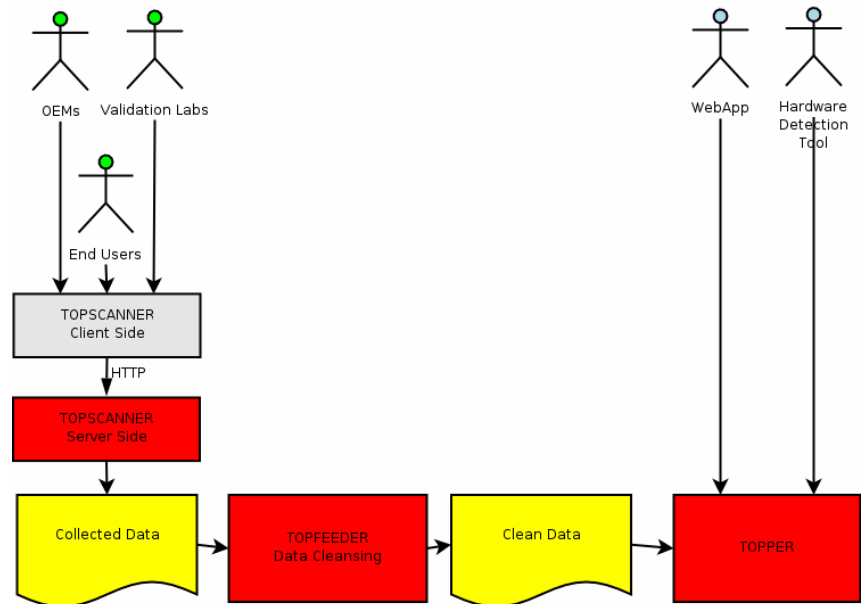 OEMs
Validation Labs
WebApp
Hardware
Detection
Tool
End Users
TOPSCANNER
Client Side
HTTP
TOPSCANNER
Server Side
Collected Data
TOPFEEDER
Data Cleansing
Clean Data
TOPPER